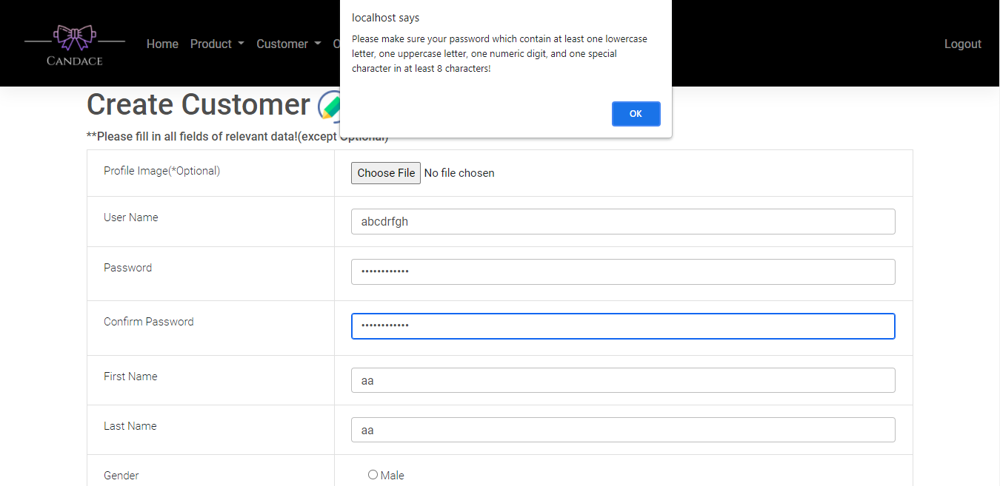 localhost says
Please make sure your password which contain at least one lowercase
letter, one uppercase letter, one numeric digit, and one special
character in at least 8 characters!
OK
CANDACE
Home Product Customer O
Logout
Create Customer
**Please fill in all fields of relevant data!(except Optional)
Profile Image(*Optional)
Choose File No file chosen
User Name
abcdrfgh
Password
••••••••••••
Confirm Password
••••••••••••
First Name
aa
Last Name
aa
Gender
Male